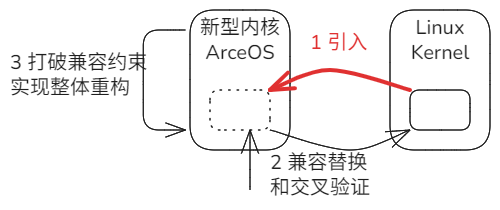 新型内核
ArceOS
1 引入
Linux
Kernel
3 打破兼容约束
实现整体重构
2 兼容替换
和交叉验证